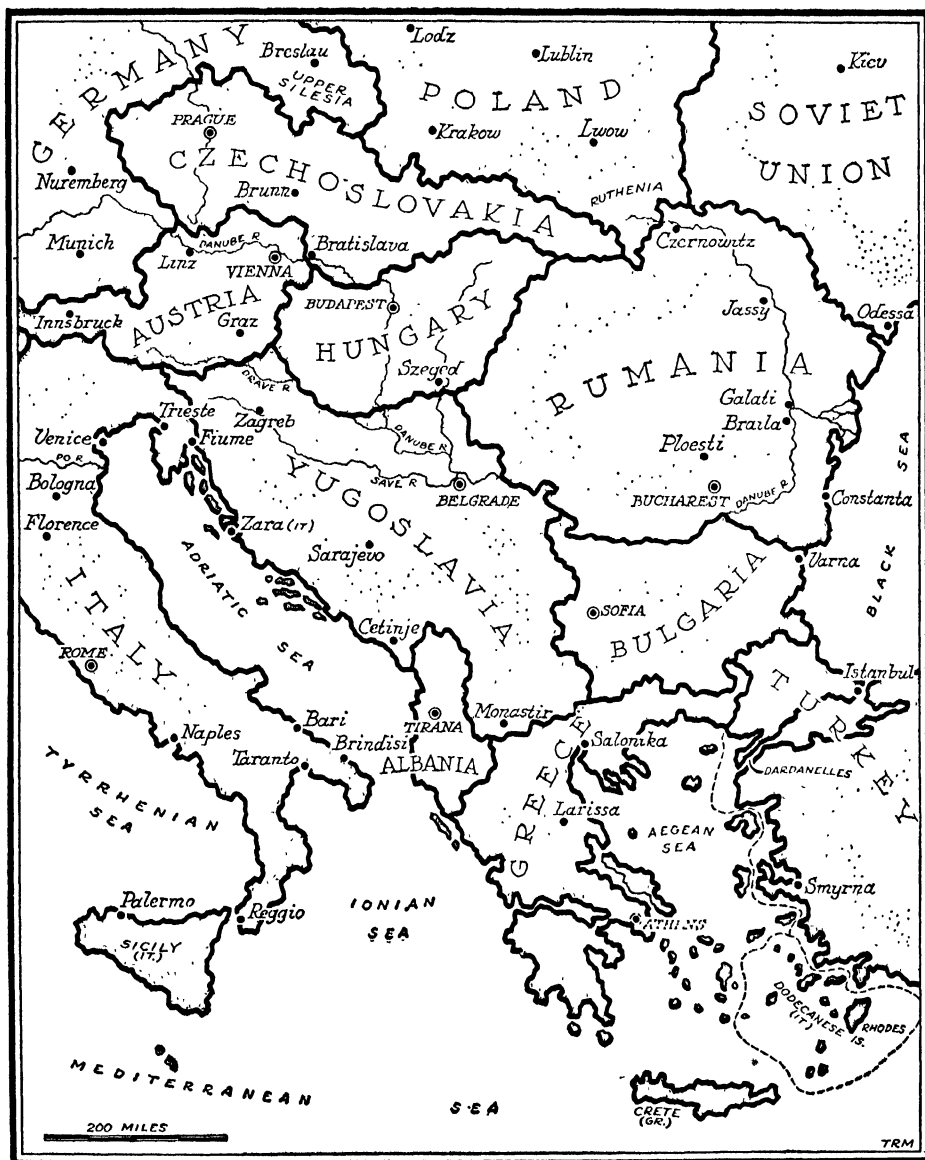 GERMANY
Breslau
UPPER
SILESIA
Lodz
Lublin
Kiev
POLAND
SOVIET
UNION
PRAGUE
Krakow
Lwow
CZECHOSLOVAKIA
Nuremberg
Brunn
RUTHENIA
Munich
DANUBE R
Linz
VIENNA
Bratislava
Czernowitz
Innsbruck
AUSTRIA
Graz
BUDAPEST
HUNGARY
Szeged
Jassy
Odessa
RUMANIA
DRAVE R
Zagreb
Trieste
Fiume
Venice
PO R
Bologna
Florence
DANUBE R
SAVE R
BELGRADE
Galati
Braila
Ploesti
BUCHAREST
DANUBE R
Constanta
BLACK SEA
YUGOSLAVIA
Zara (IT)
Sarajevo
ADRIATIC
SEA
ITALY
ROME
Cetinje
SOFIA
BULGARIA
Varna
Istanbul
TURKEY
Naples
Bari
Brindisi
Taranto
TIRANA
ALBANIA
Monastir
Salonika
GREECE
DARDANELLES
TYRRHENIAN
SEA
Larissa
AEGEAN
SEA
Smyrna
Palermo
Reggio
SICILY
(IT.)
IONIAN
SEA
ATHENS
DODECANESE IS.
(IT)
RHODES
MEDITERRANEAN
SEA
CRETE
(GR.)
200 MILES
TRM